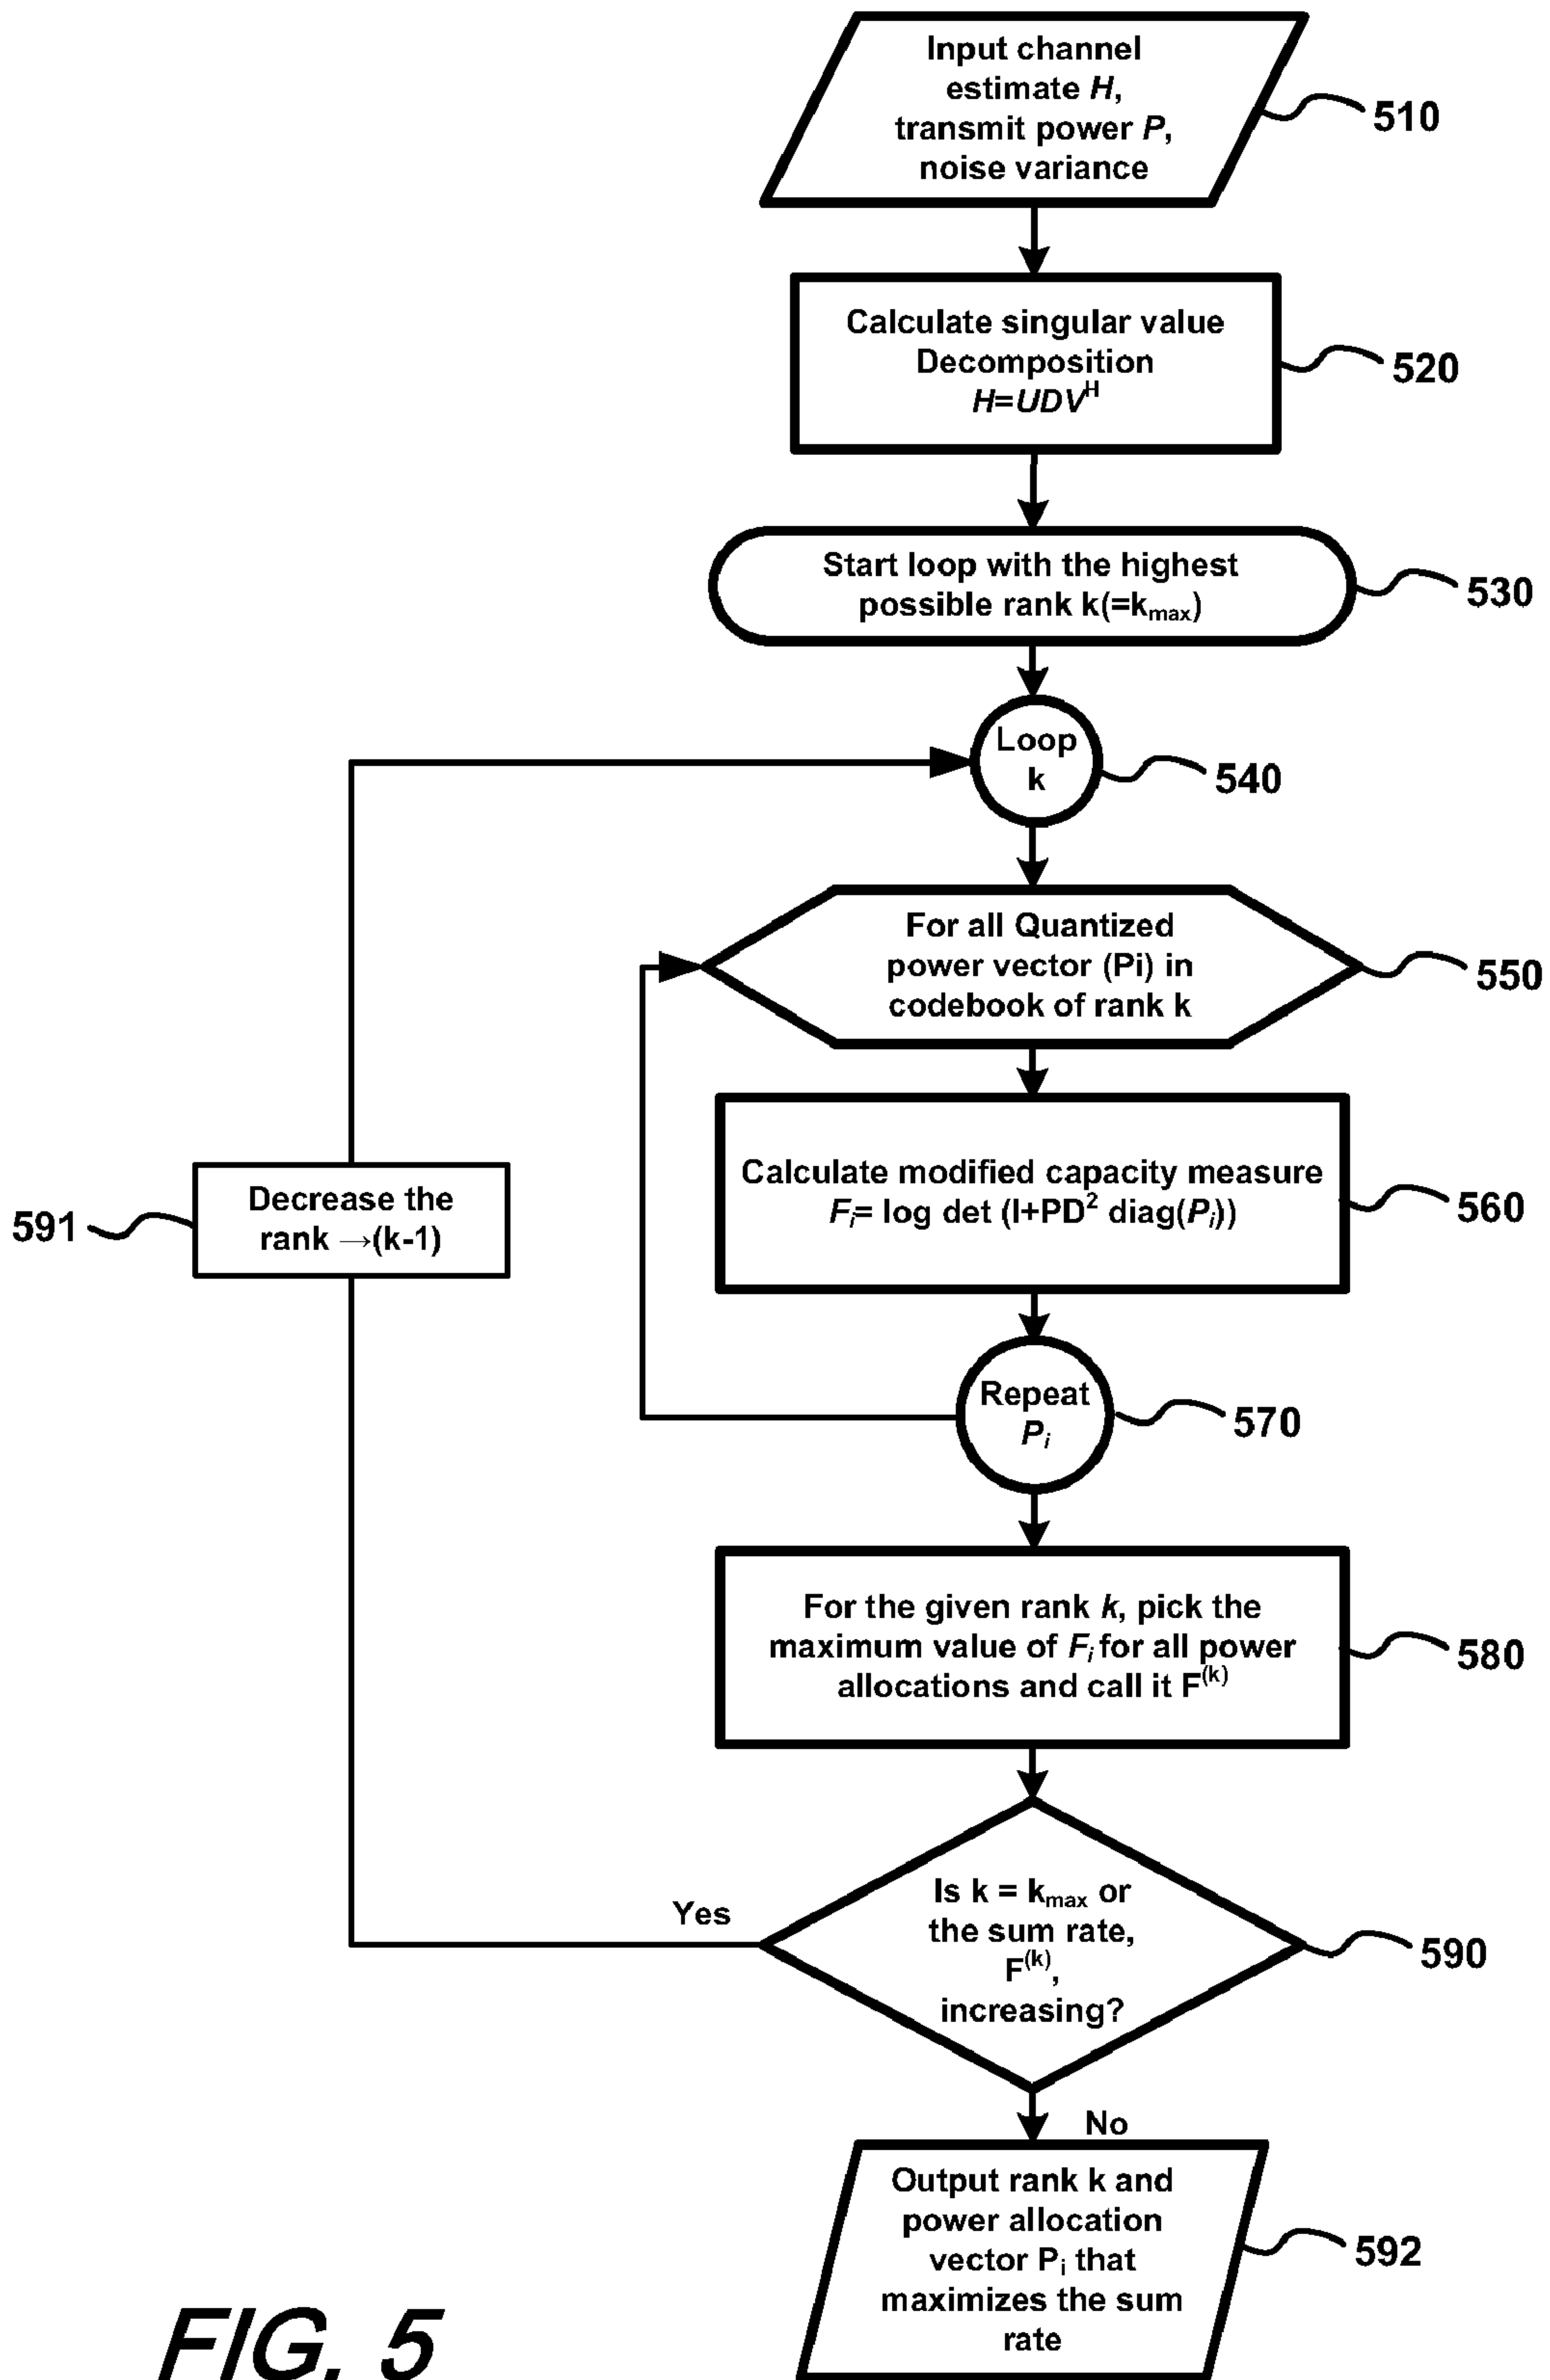 Input channel
estimate H,
transmit power P,
noise variance
510
Calculate singular value
Decomposition
H=UDVᴴ
520
Start loop with the highest
possible rank k(=kmax)
530
Loop
k
540
For all Quantized
power vector (Pi) in
codebook of rank k
550
Calculate modified capacity measure
Fi= log det (I+PD² diag(Pi))
560
Decrease the
rank →(k-1)
591
Repeat
Pi
570
For the given rank k, pick the
maximum value of Fi for all power
allocations and call it F⁽ᵏ⁾
580
Is k = kmax or
the sum rate,
F⁽ᵏ⁾,
increasing?
590
Yes
No
Output rank k and
power allocation
vector Pi that
maximizes the sum
rate
592
FIG. 5